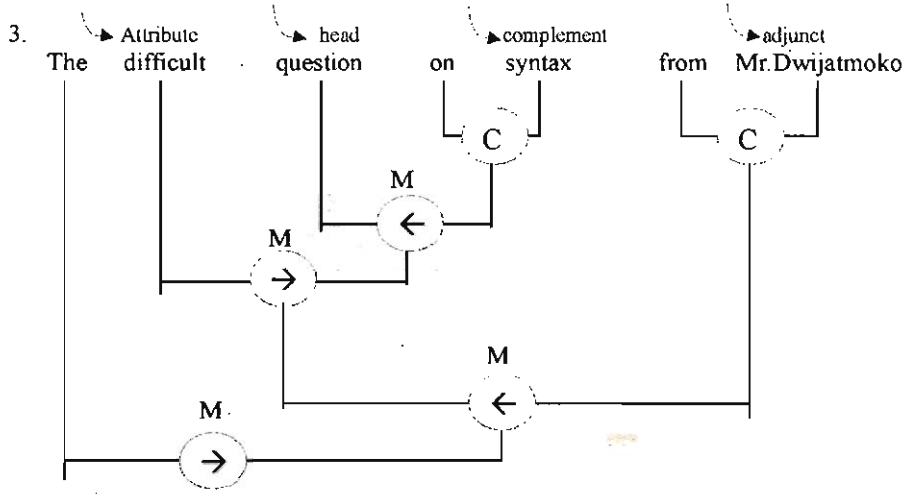 3. Attribute head complement adjunct
The difficult question on syntax from Mr.Dwijatmoko
C C
M
M
M
M